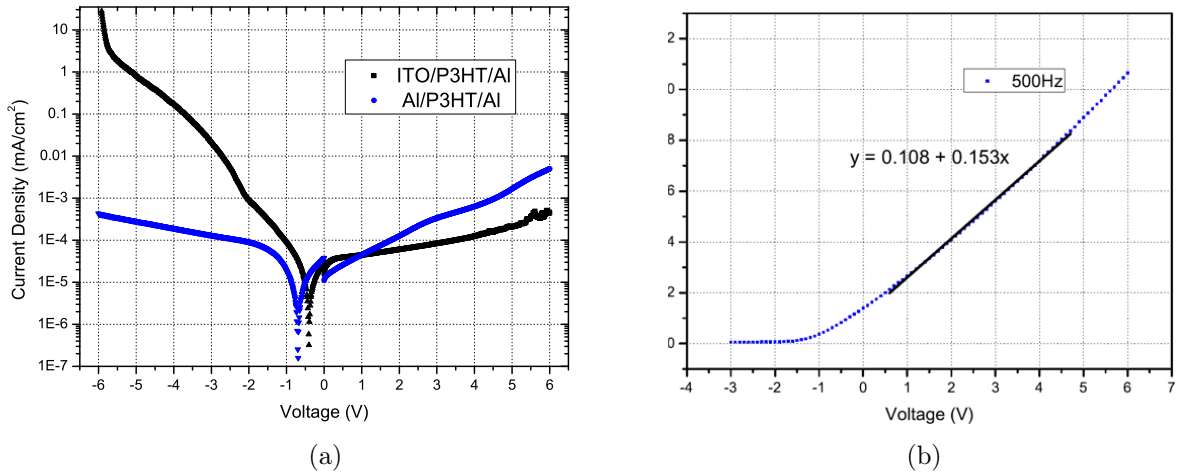 10
1
0.1
0.01
1E-3
1E-4
1E-5
1E-6
1E-7
-6 -5 -4 -3 -2 -1 0 1 2 3 4 5 6
Current Density (mA/cm²)
Voltage (V)
ITO/P3HT/Al
Al/P3HT/Al
(a)
2
0
8
6
4
2
0
-4 -3 -2 -1 0 1 2 3 4 5 6 7
Voltage (V)
500Hz
y = 0.108 + 0.153x
(b)